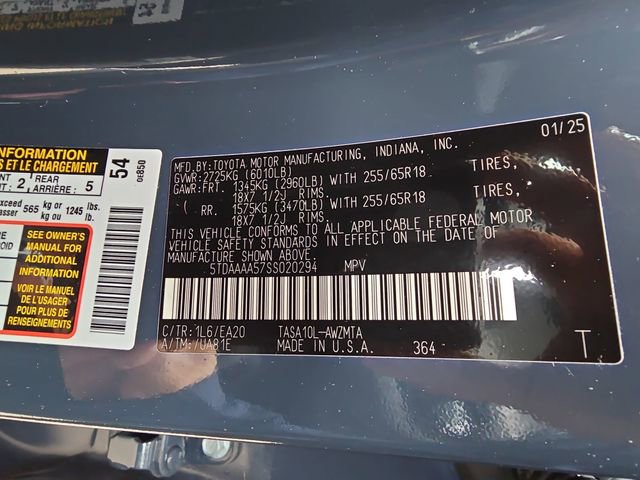 INFORMATION
ET LE CHARGEMENT
2 REAR ARRIÈRE: 5
565 kg or 1245 lbs.
kg ou lb.
SEE OWNER'S
MANUAL FOR
ADDITIONAL
INFORMATION
VOIR LE MANUEL
DE L'USAGER
POUR PLUS DE
RENSEIGNEMENTS
54
0E850
01/25
MFD.BY:TOYOTA MOTOR MANUFACTURING, INDIANA, INC.
GVWR:2725KG (6010LB)
GAWR:FRT. 1345KG (2960LB) WITH 255/65R18 TIRES,
18X7 1/2J RIMS
( RR. 1575KG (3470LB) WITH 255/65R18 TIRES,
18X7 1/2J RIMS
THIS VEHICLE CONFORMS TO ALL APPLICABLE FEDERAL MOTOR
VEHICLE SAFETY STANDARDS IN EFFECT ON THE DATE OF
MANUFACTURE SHOWN ABOVE.
5TDAAAA57SS020294 MPV
C/TR:1L6/EA20 TASA10L-AWZMTA
A/TM:/UA81E MADE IN U.S.A. 364 T